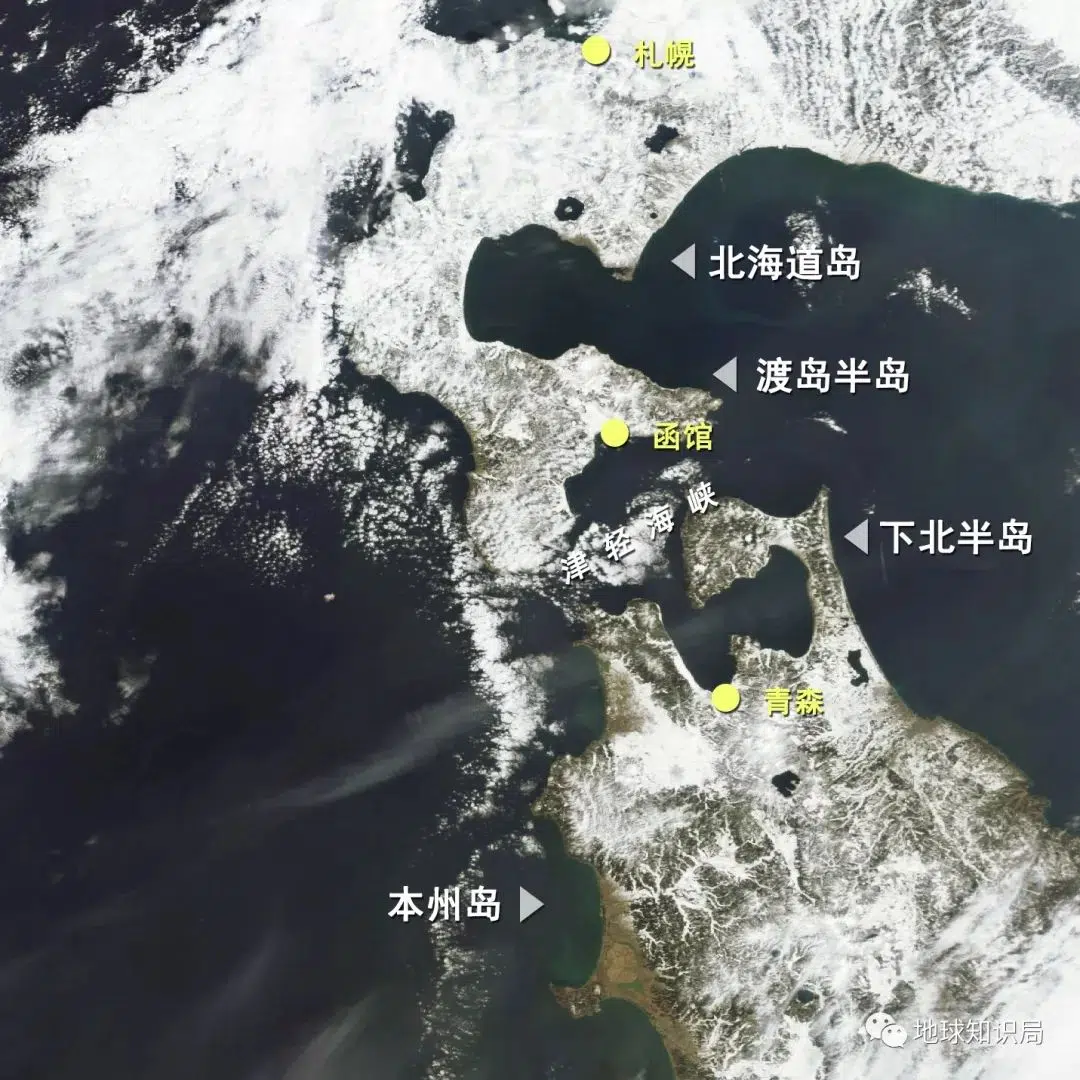 札幌
北海道岛
渡岛半岛
函馆
津轻海峡
下北半岛
青森
本州岛
地球知识局